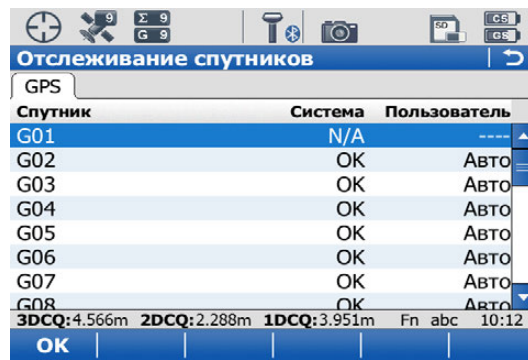 9 Σ 9 G 9 SD CS GS
Отслеживание спутников
GPS
Спутник Система Пользователь
G01 N/A ----
G02 OK Авто
G03 OK Авто
G04 OK Авто
G05 OK Авто
G06 OK Авто
G07 OK Авто
G08 OK Авто
3DCQ:4.566m 2DCQ:2.288m 1DCQ:3.951m Fn abc 10:12
OK